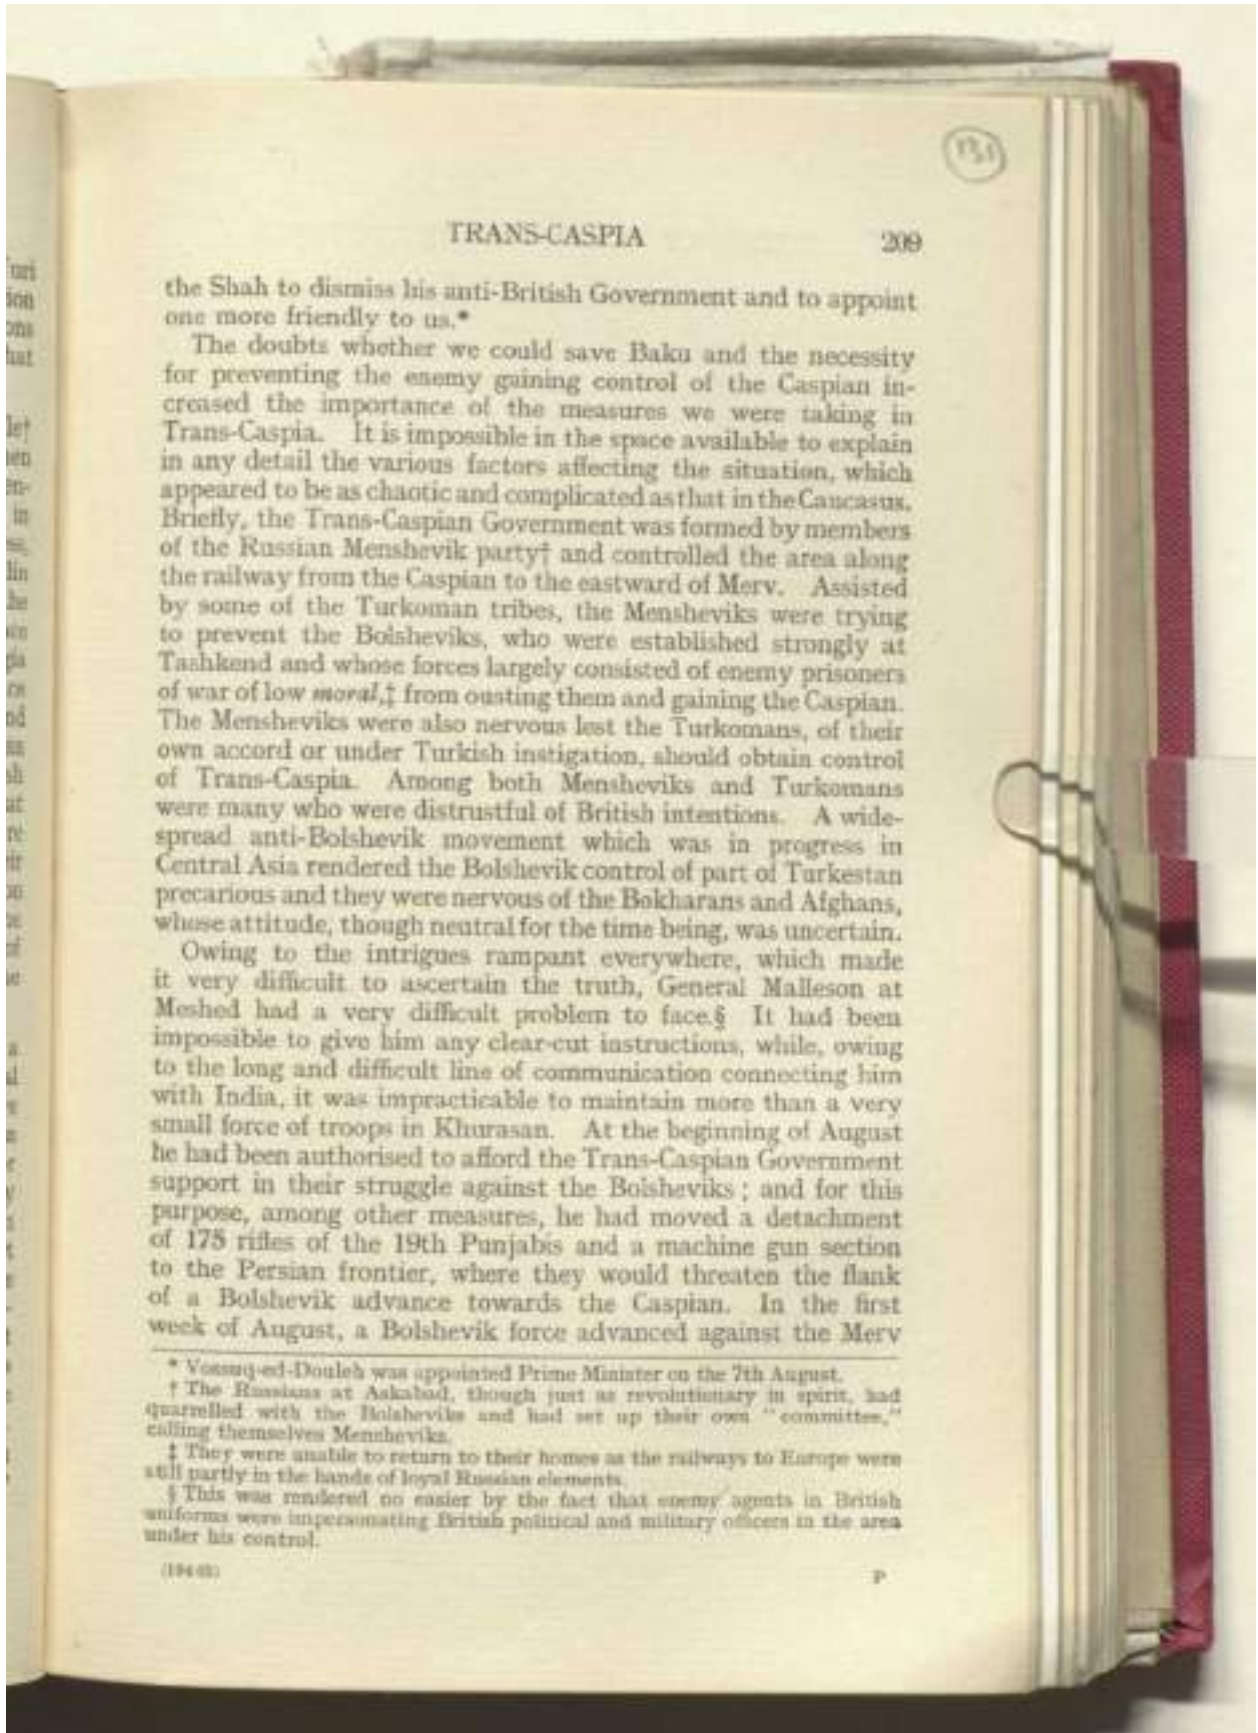 TRANS-CASPIA 209
the Shah to dismiss his anti-British Government and to appoint
one more friendly to us.*
The doubts whether we could save Baku and the necessity
for preventing the enemy gaining control of the Caspian in-
creased the importance of the measures we were taking in
Trans-Caspia. It is impossible in the space available to explain
in any detail the various factors affecting the situation, which
appeared to be as chaotic and complicated as that in the Caucasus.
Briefly, the Trans-Caspian Government was formed by members
of the Russian Menshevik party† and controlled the area along
the railway from the Caspian to the eastward of Merv. Assisted
by some of the Turkoman tribes, the Mensheviks were trying
to prevent the Bolsheviks, who were established strongly at
Tashkend and whose forces largely consisted of enemy prisoners
of war of low moral,‡ from ousting them and gaining the Caspian.
The Mensheviks were also nervous lest the Turkomans, of their
own accord or under Turkish instigation, should obtain control
of Trans-Caspia. Among both Mensheviks and Turkomans
were many who were distrustful of British intentions. A wide-
spread anti-Bolshevik movement which was in progress in
Central Asia rendered the Bolshevik control of part of Turkestan
precarious and they were nervous of the Bokharans and Afghans,
whose attitude, though neutral for the time being, was uncertain.
Owing to the intrigues rampant everywhere, which made
it very difficult to ascertain the truth, General Malleson at
Meshed had a very difficult problem to face.§ It had been
impossible to give him any clear-cut instructions, while, owing
to the long and difficult line of communication connecting him
with India, it was impracticable to maintain more than a very
small force of troops in Khurasan. At the beginning of August
he had been authorised to afford the Trans-Caspian Government
support in their struggle against the Bolsheviks; and for this
purpose, among other measures, he had moved a detachment
of 175 rifles of the 19th Punjabis and a machine gun section
to the Persian frontier, where they would threaten the flank
of a Bolshevik advance towards the Caspian. In the first
week of August, a Bolshevik force advanced against the Merv
* Vossuq-ed-Douleh was appointed Prime Minister on the 7th August.
† The Russians at Askabad, though just as revolutionary in spirit, had
quarrelled with the Bolsheviks and had set up their own "committee,"
calling themselves Mensheviks.
‡ They were unable to return to their homes as the railways to Europe were
still partly in the hands of loyal Russian elements.
§ This was rendered no easier by the fact that enemy agents in British
uniforms were impersonating British political and military officers in the area
under his control.
P